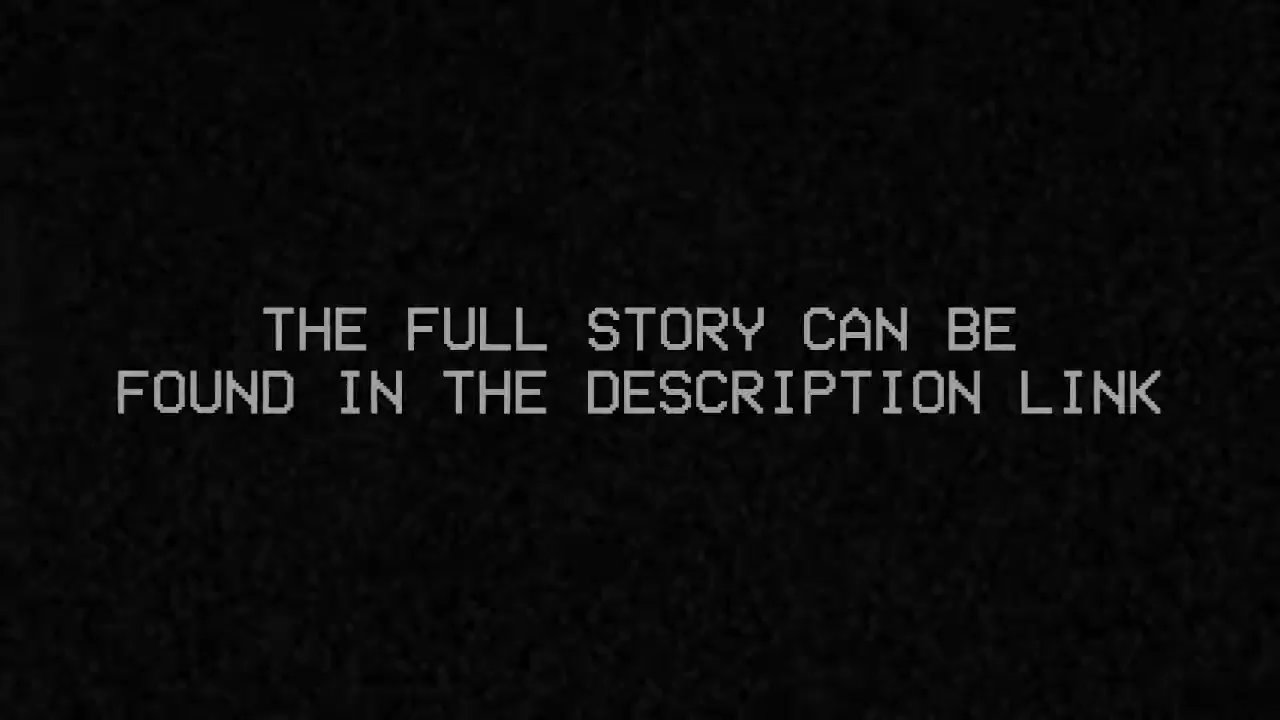 THE FULL STORY CAN BE
FOUND IN THE DESCRIPTION LINK